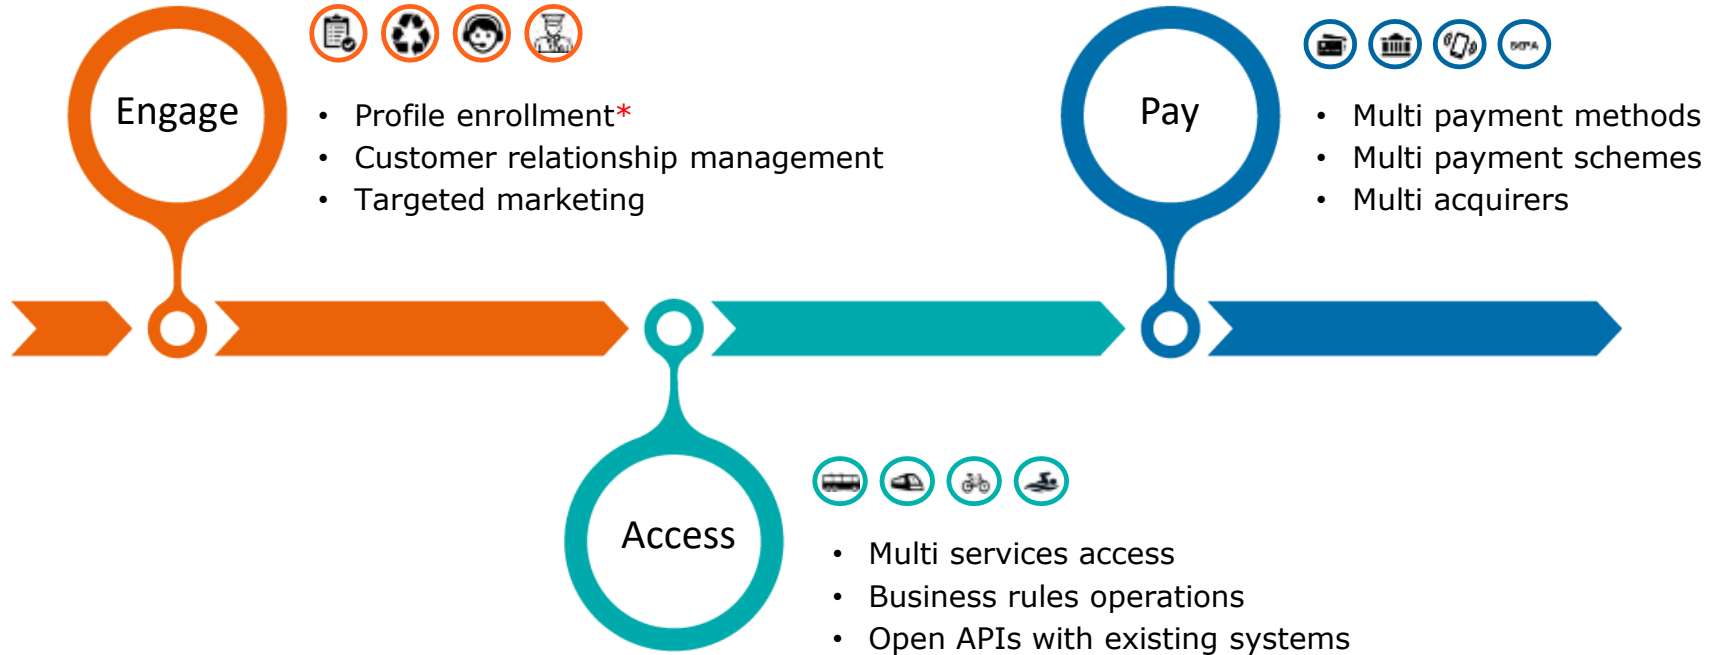 Engage
• Profile enrollment*
• Customer relationship management
• Targeted marketing
Access
• Multi services access
• Business rules operations
• Open APIs with existing systems
Pay
SEPA
• Multi payment methods
• Multi payment schemes
• Multi acquirers